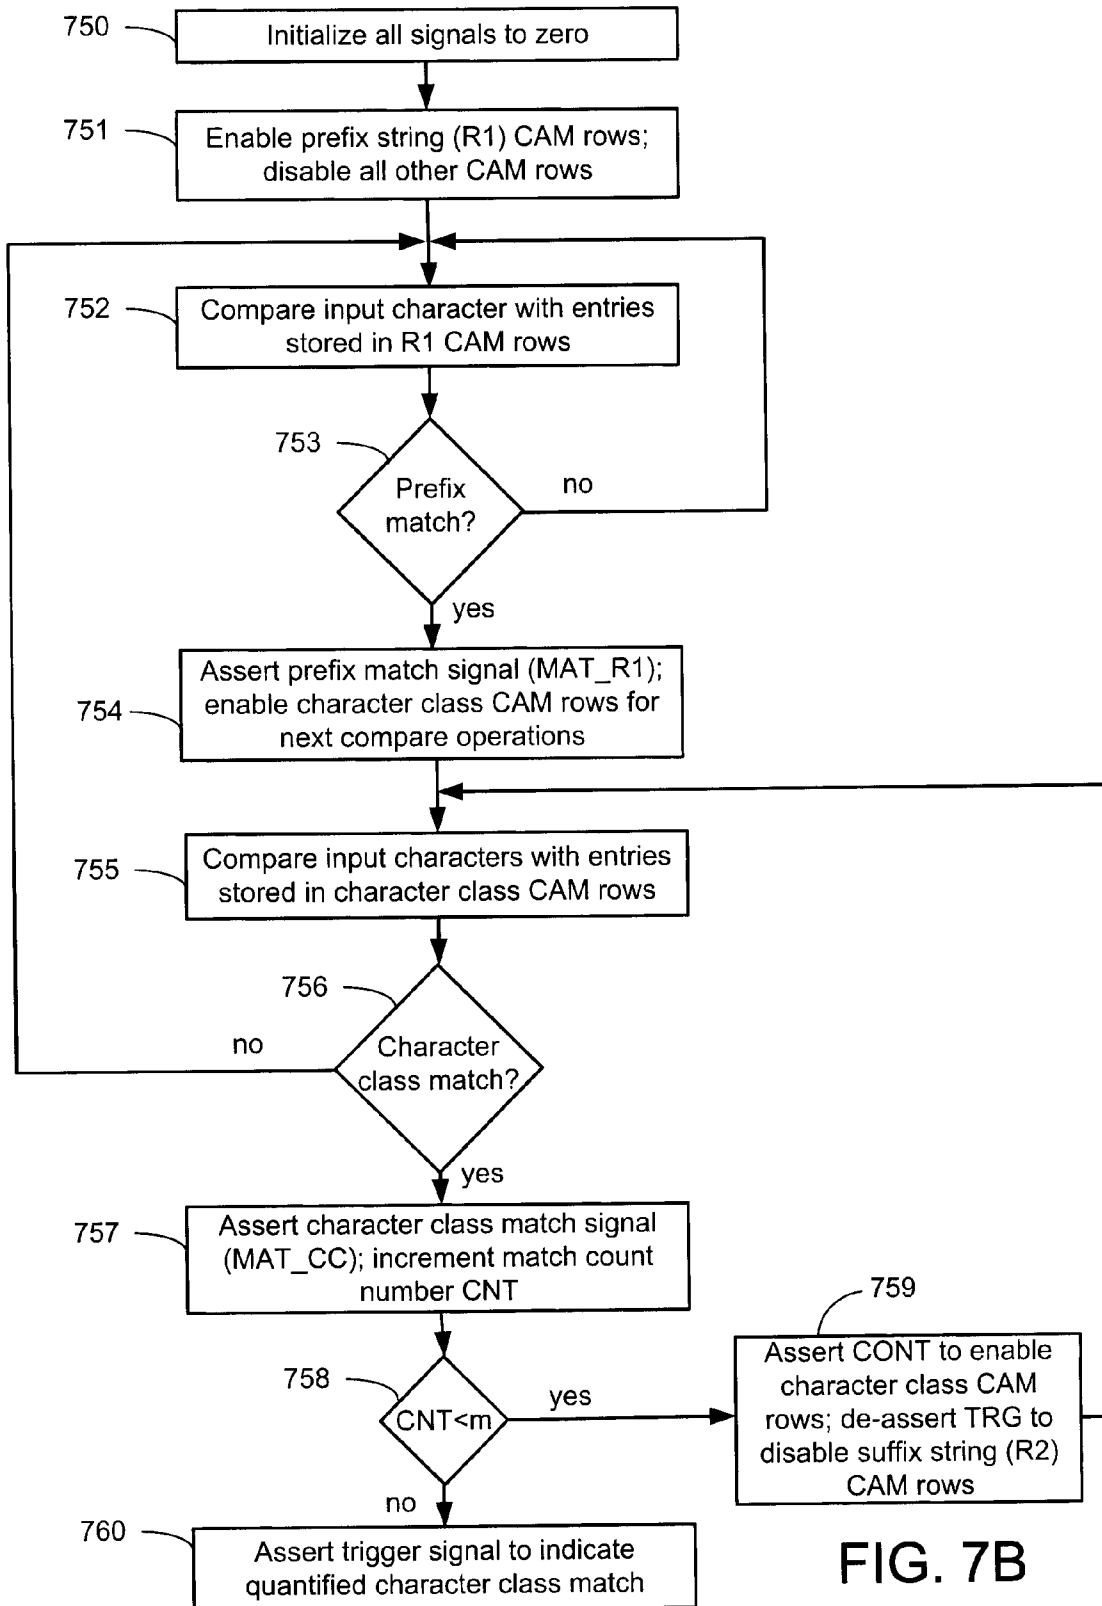 750
Initialize all signals to zero
751
Enable prefix string (R1) CAM rows;
disable all other CAM rows
752
Compare input character with entries
stored in R1 CAM rows
753
Prefix
match?
no
yes
754
Assert prefix match signal (MAT_R1);
enable character class CAM rows for
next compare operations
755
Compare input characters with entries
stored in character class CAM rows
756
Character
class match?
no
yes
757
Assert character class match signal
(MAT_CC); increment match count
number CNT
758
CNT<m
yes
759
Assert CONT to enable
character class CAM
rows; de-assert TRG to
disable suffix string (R2)
CAM rows
no
760
Assert trigger signal to indicate
quantified character class match
FIG. 7B